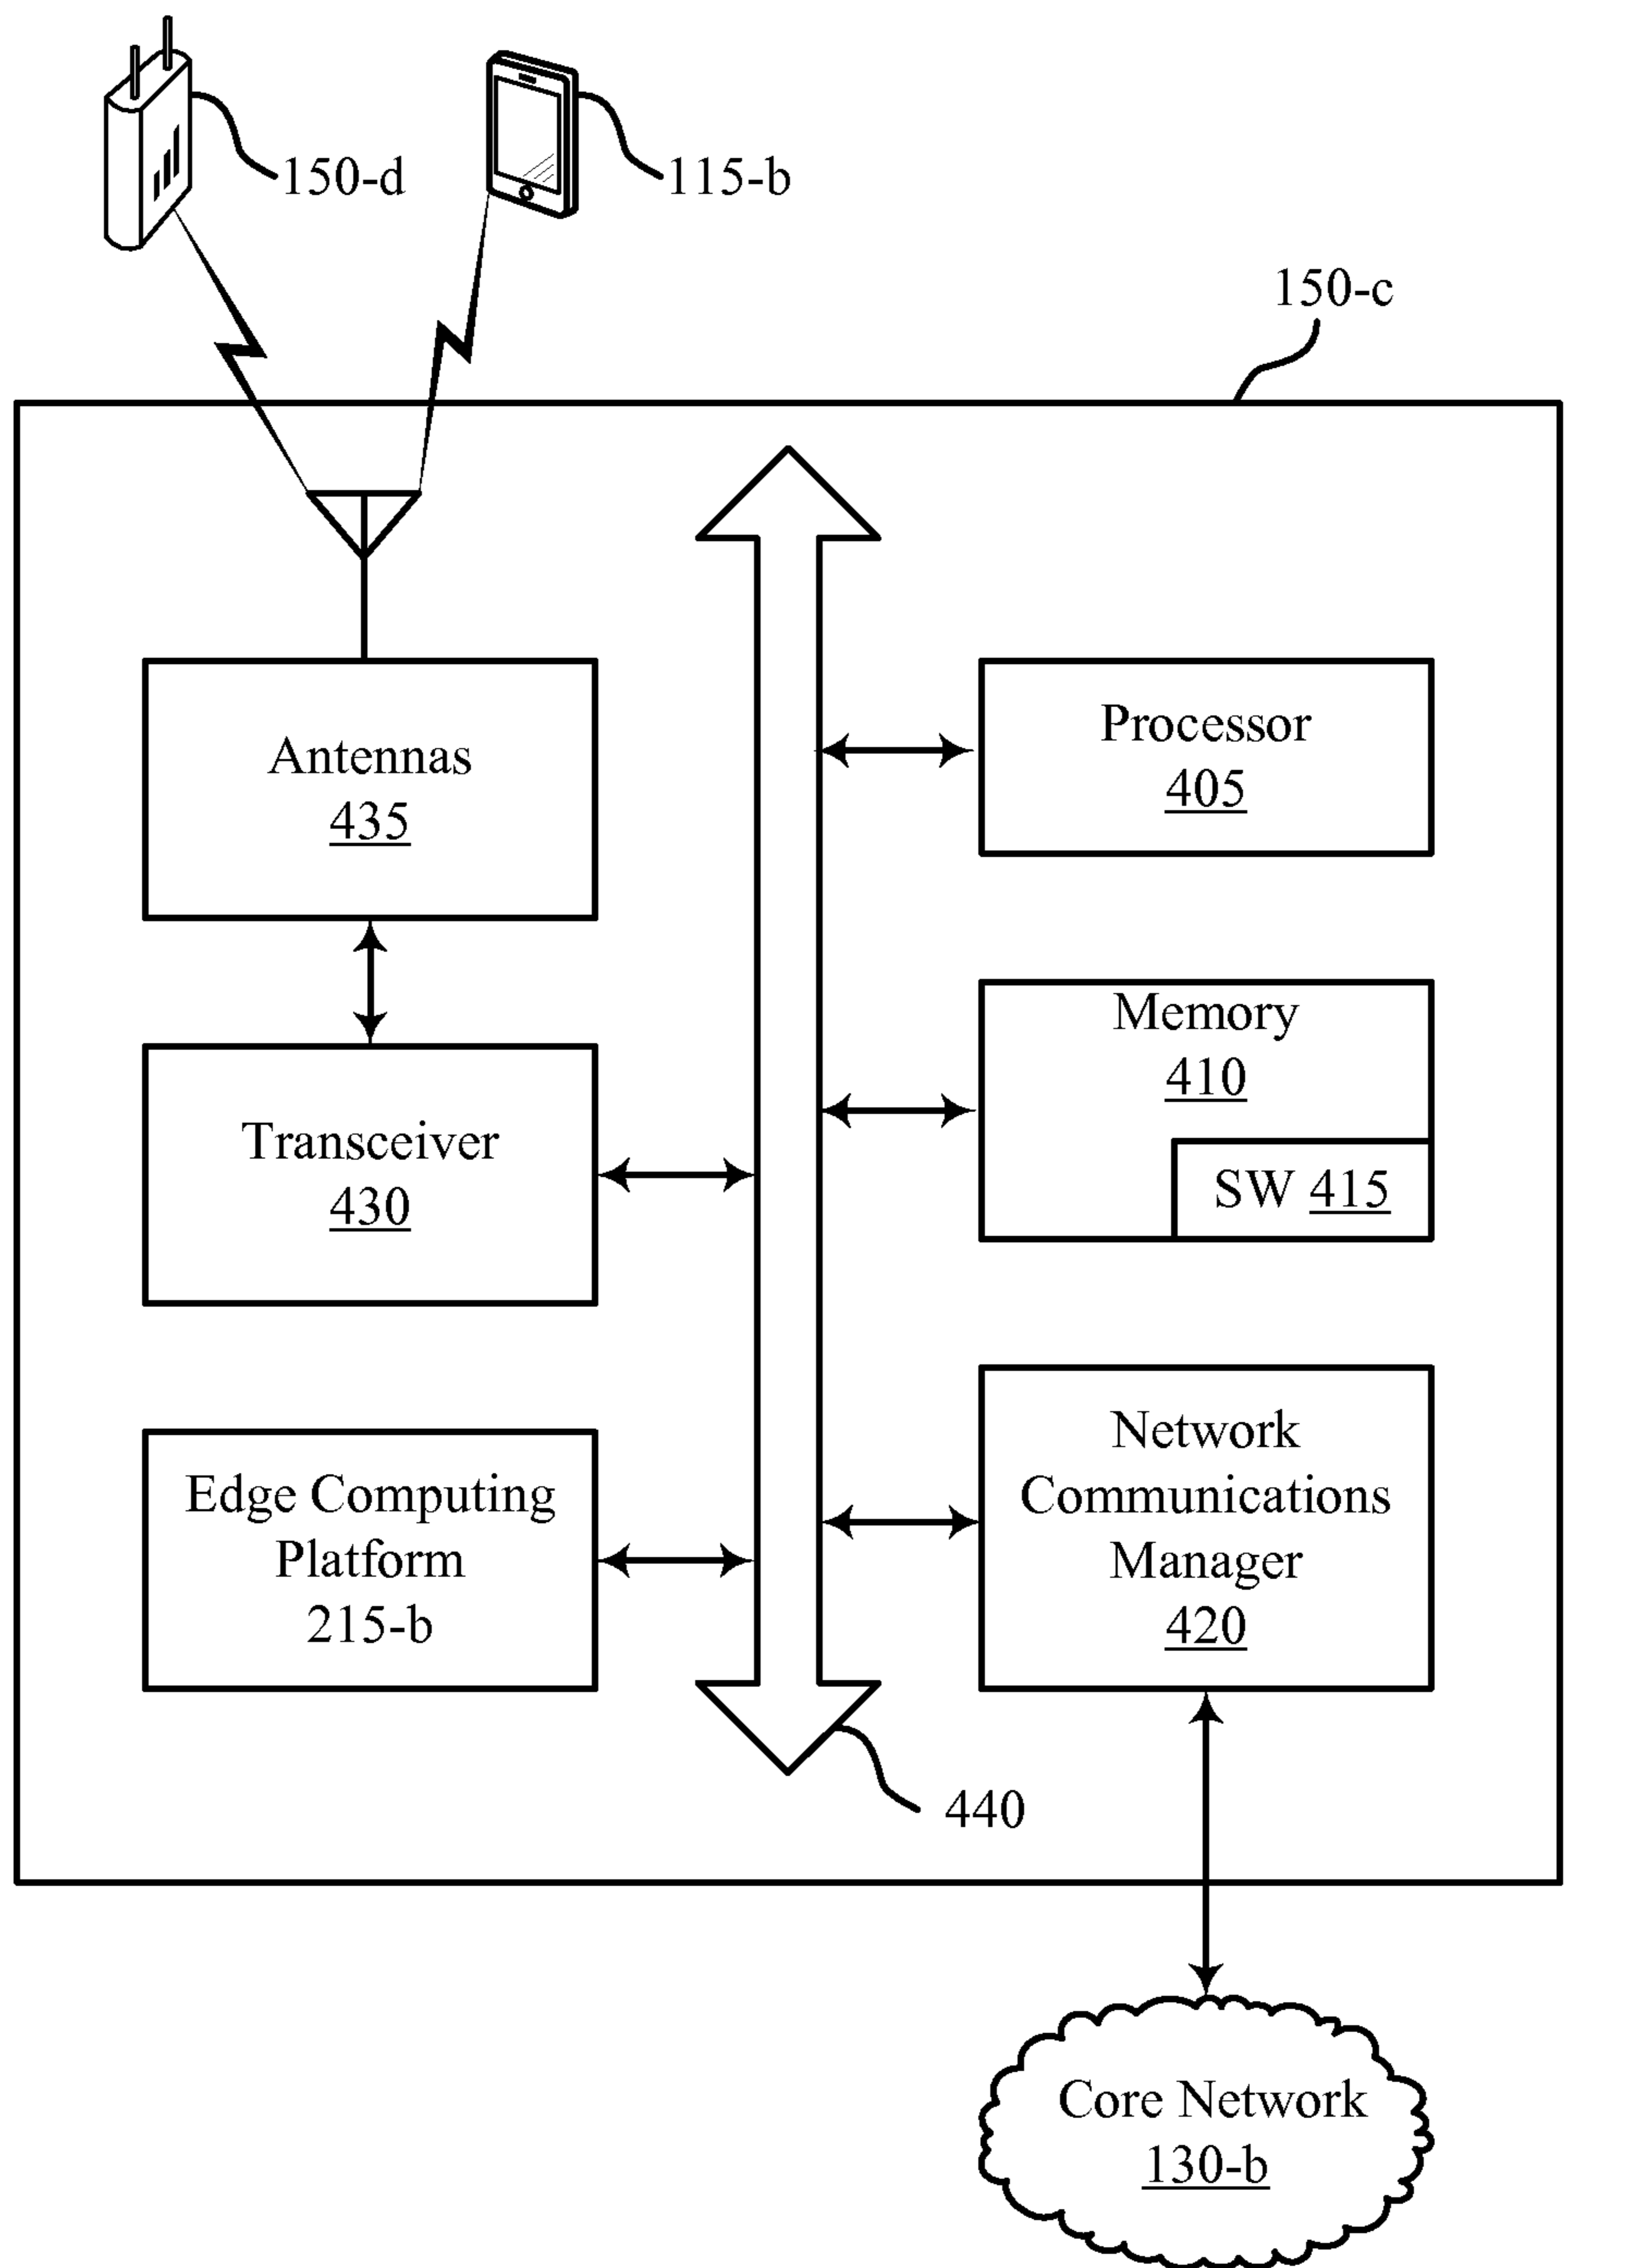 150-d
115-b
150-c
Antennas
435
Processor
405
Memory
410
SW 415
Transceiver
430
Edge Computing
Platform
215-b
Network
Communications
Manager
420
440
Core Network
130-b